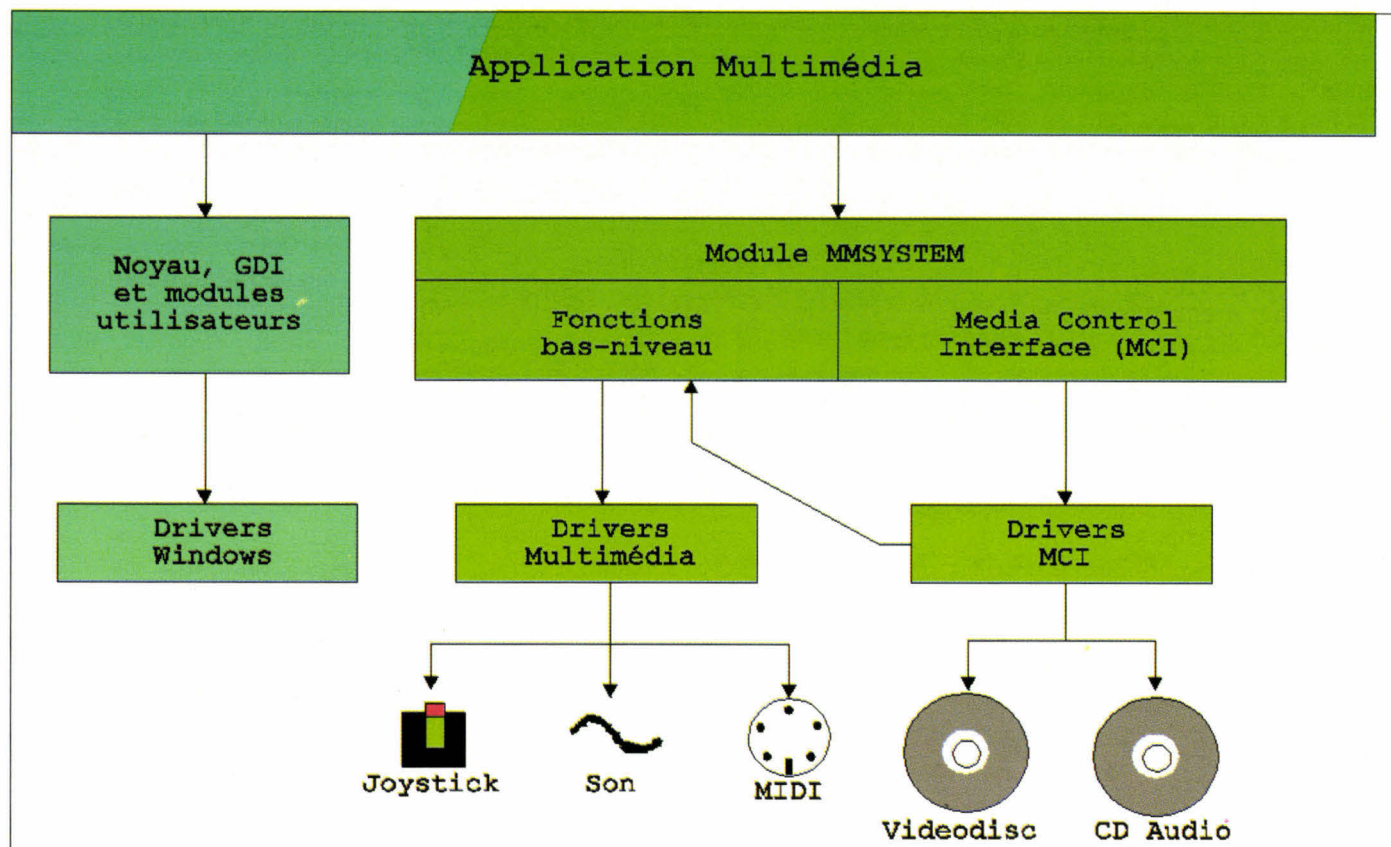 Application Multimédia
Noyau, GDI
et modules
utilisateurs
Module MMSYSTEM
Fonctions
bas-niveau
Media Control
Interface (MCI)
Drivers
Windows
Drivers
Multimédia
Drivers
MCI
Joystick
Son
MIDI
Videodisc
CD Audio